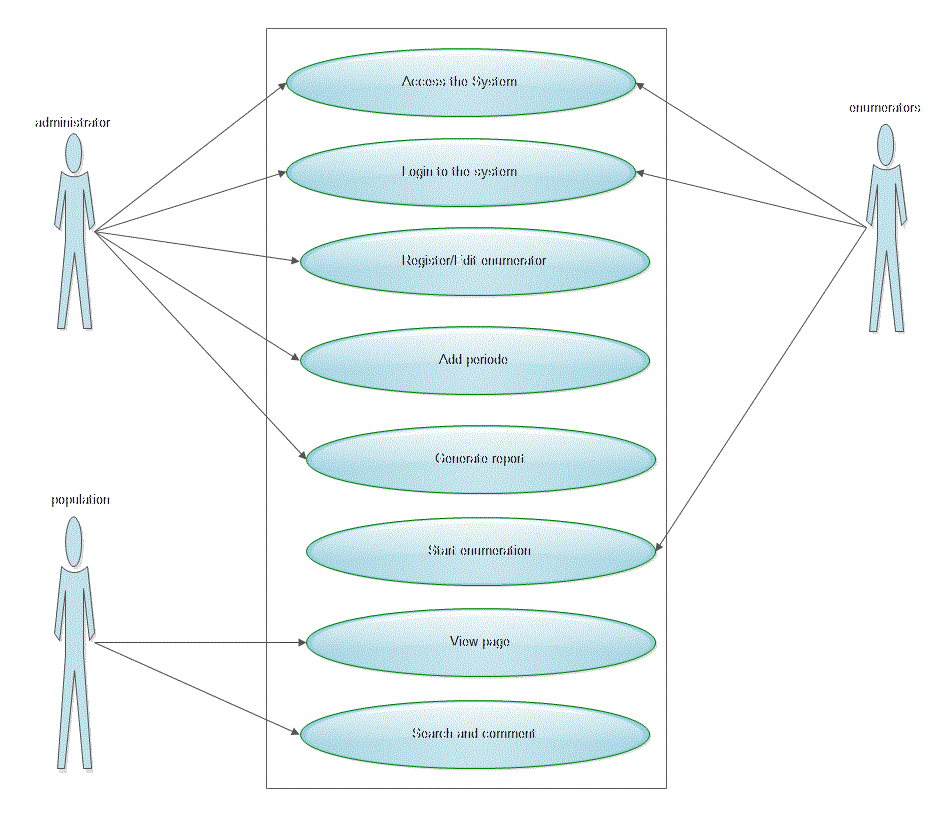 administrator
enumerators
Access the System
Login to the system
Register/Edit enumerator
Add periode
Generate report
population
Start enumeration
View page
Search and comment